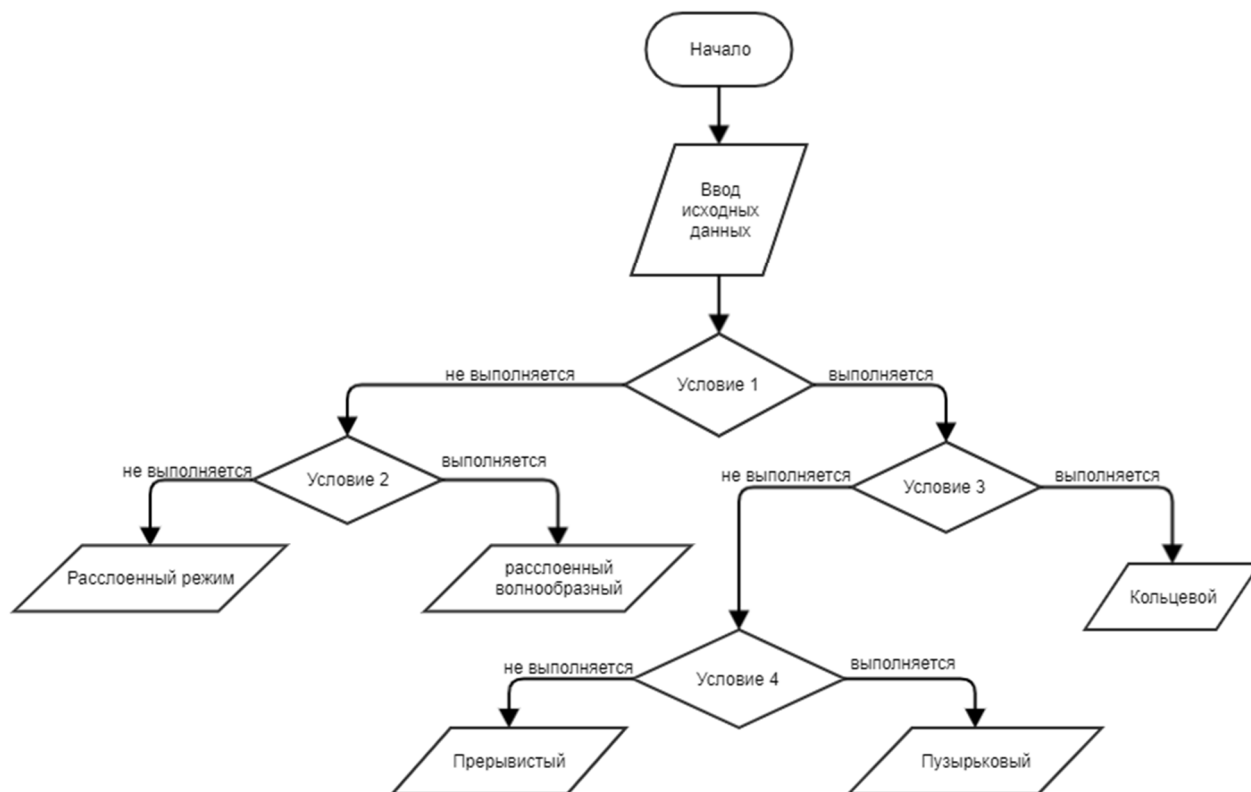 Начало
Ввод
исходных
данных
Условие 1
не выполняется
выполняется
Условие 2
не выполняется
выполняется
Условие 3
не выполняется
выполняется
Расслоенный режим
расслоенный
волнообразный
Кольцевой
Условие 4
не выполняется
выполняется
Прерывистый
Пузырьковый